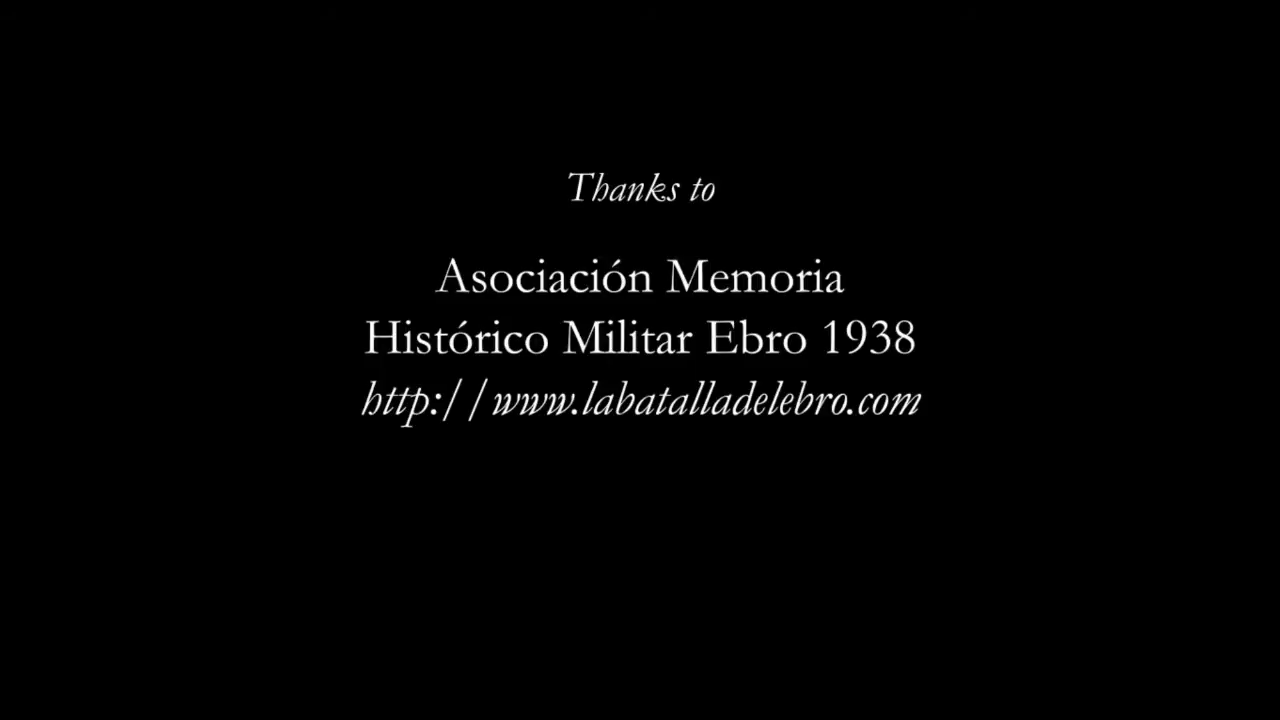 Thanks to
Asociación Memoria
Histórico Militar Ebro 1938
http://www.labatalladelebro.com